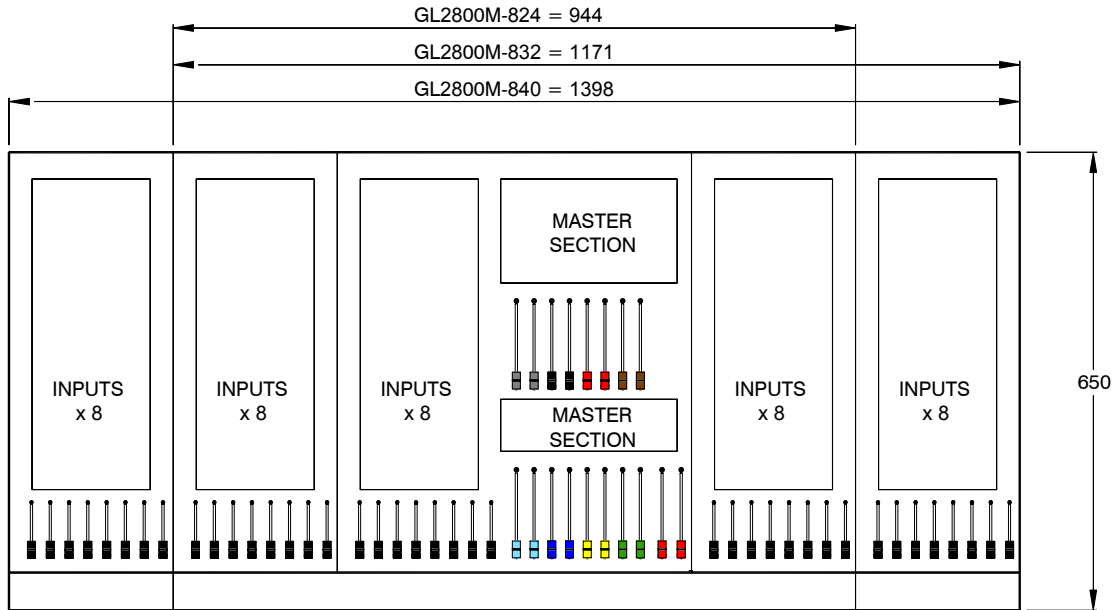 GL2800M-824 = 944
GL2800M-832 = 1171
GL2800M-840 = 1398
MASTER
SECTION
INPUTS
x 8
INPUTS
x 8
INPUTS
x 8
INPUTS
x 8
INPUTS
x 8
650
MASTER
SECTION